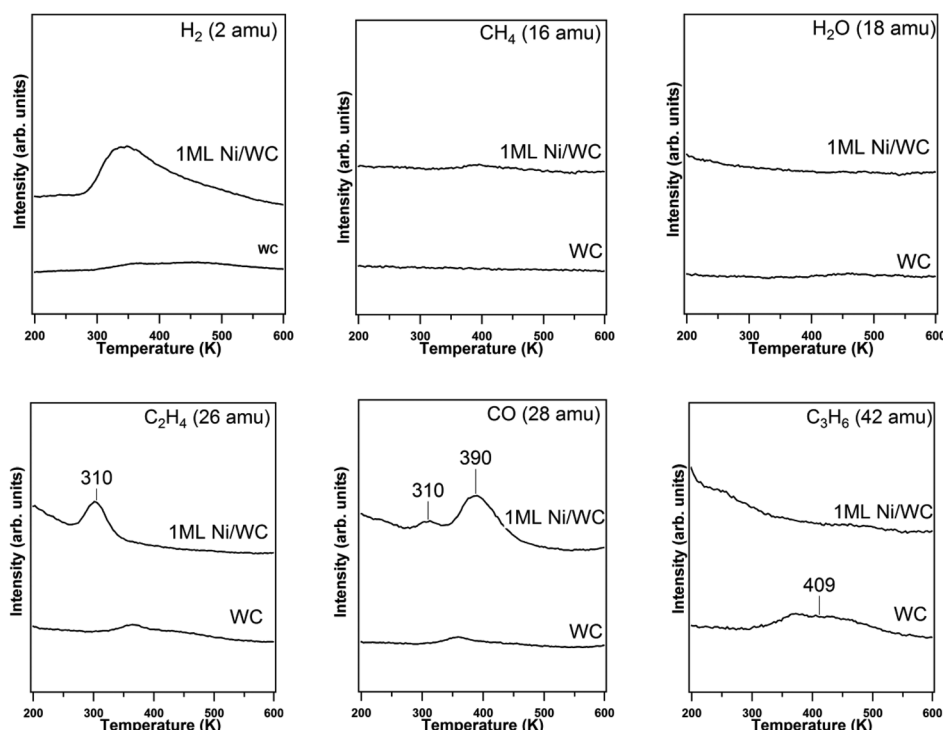 H2 (2 amu)
Intensity (arb. units)
1ML Ni/WC
WC
200 300 400 500 600
Temperature (K)
CH4 (16 amu)
Intensity (arb. units)
1ML Ni/WC
WC
200 300 400 500 600
Temperature (K)
H2O (18 amu)
Intensity (arb. units)
1ML Ni/WC
WC
200 300 400 500 600
Temperature (K)
C2H4 (26 amu)
Intensity (arb. units)
310
1ML Ni/WC
WC
200 300 400 500 600
Temperature (K)
CO (28 amu)
Intensity (arb. units)
390
310
1ML Ni/WC
WC
200 300 400 500 600
Temperature (K)
C3H6 (42 amu)
Intensity (arb. units)
1ML Ni/WC
409
WC
200 300 400 500 600
Temperature (K)